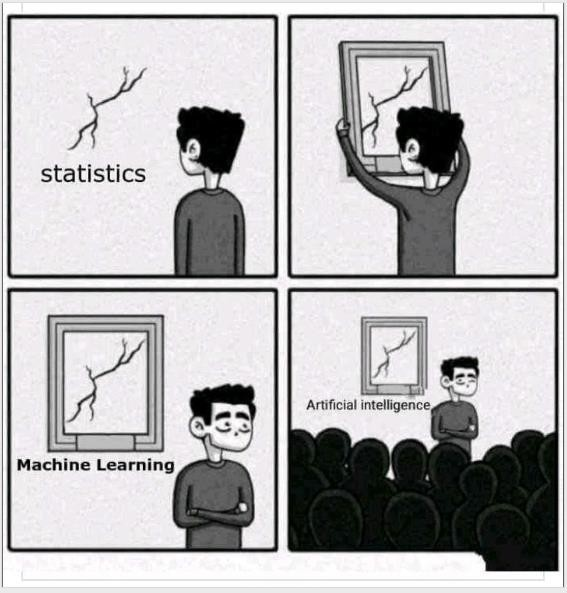 statistics
Machine Learning
Artificial intelligence